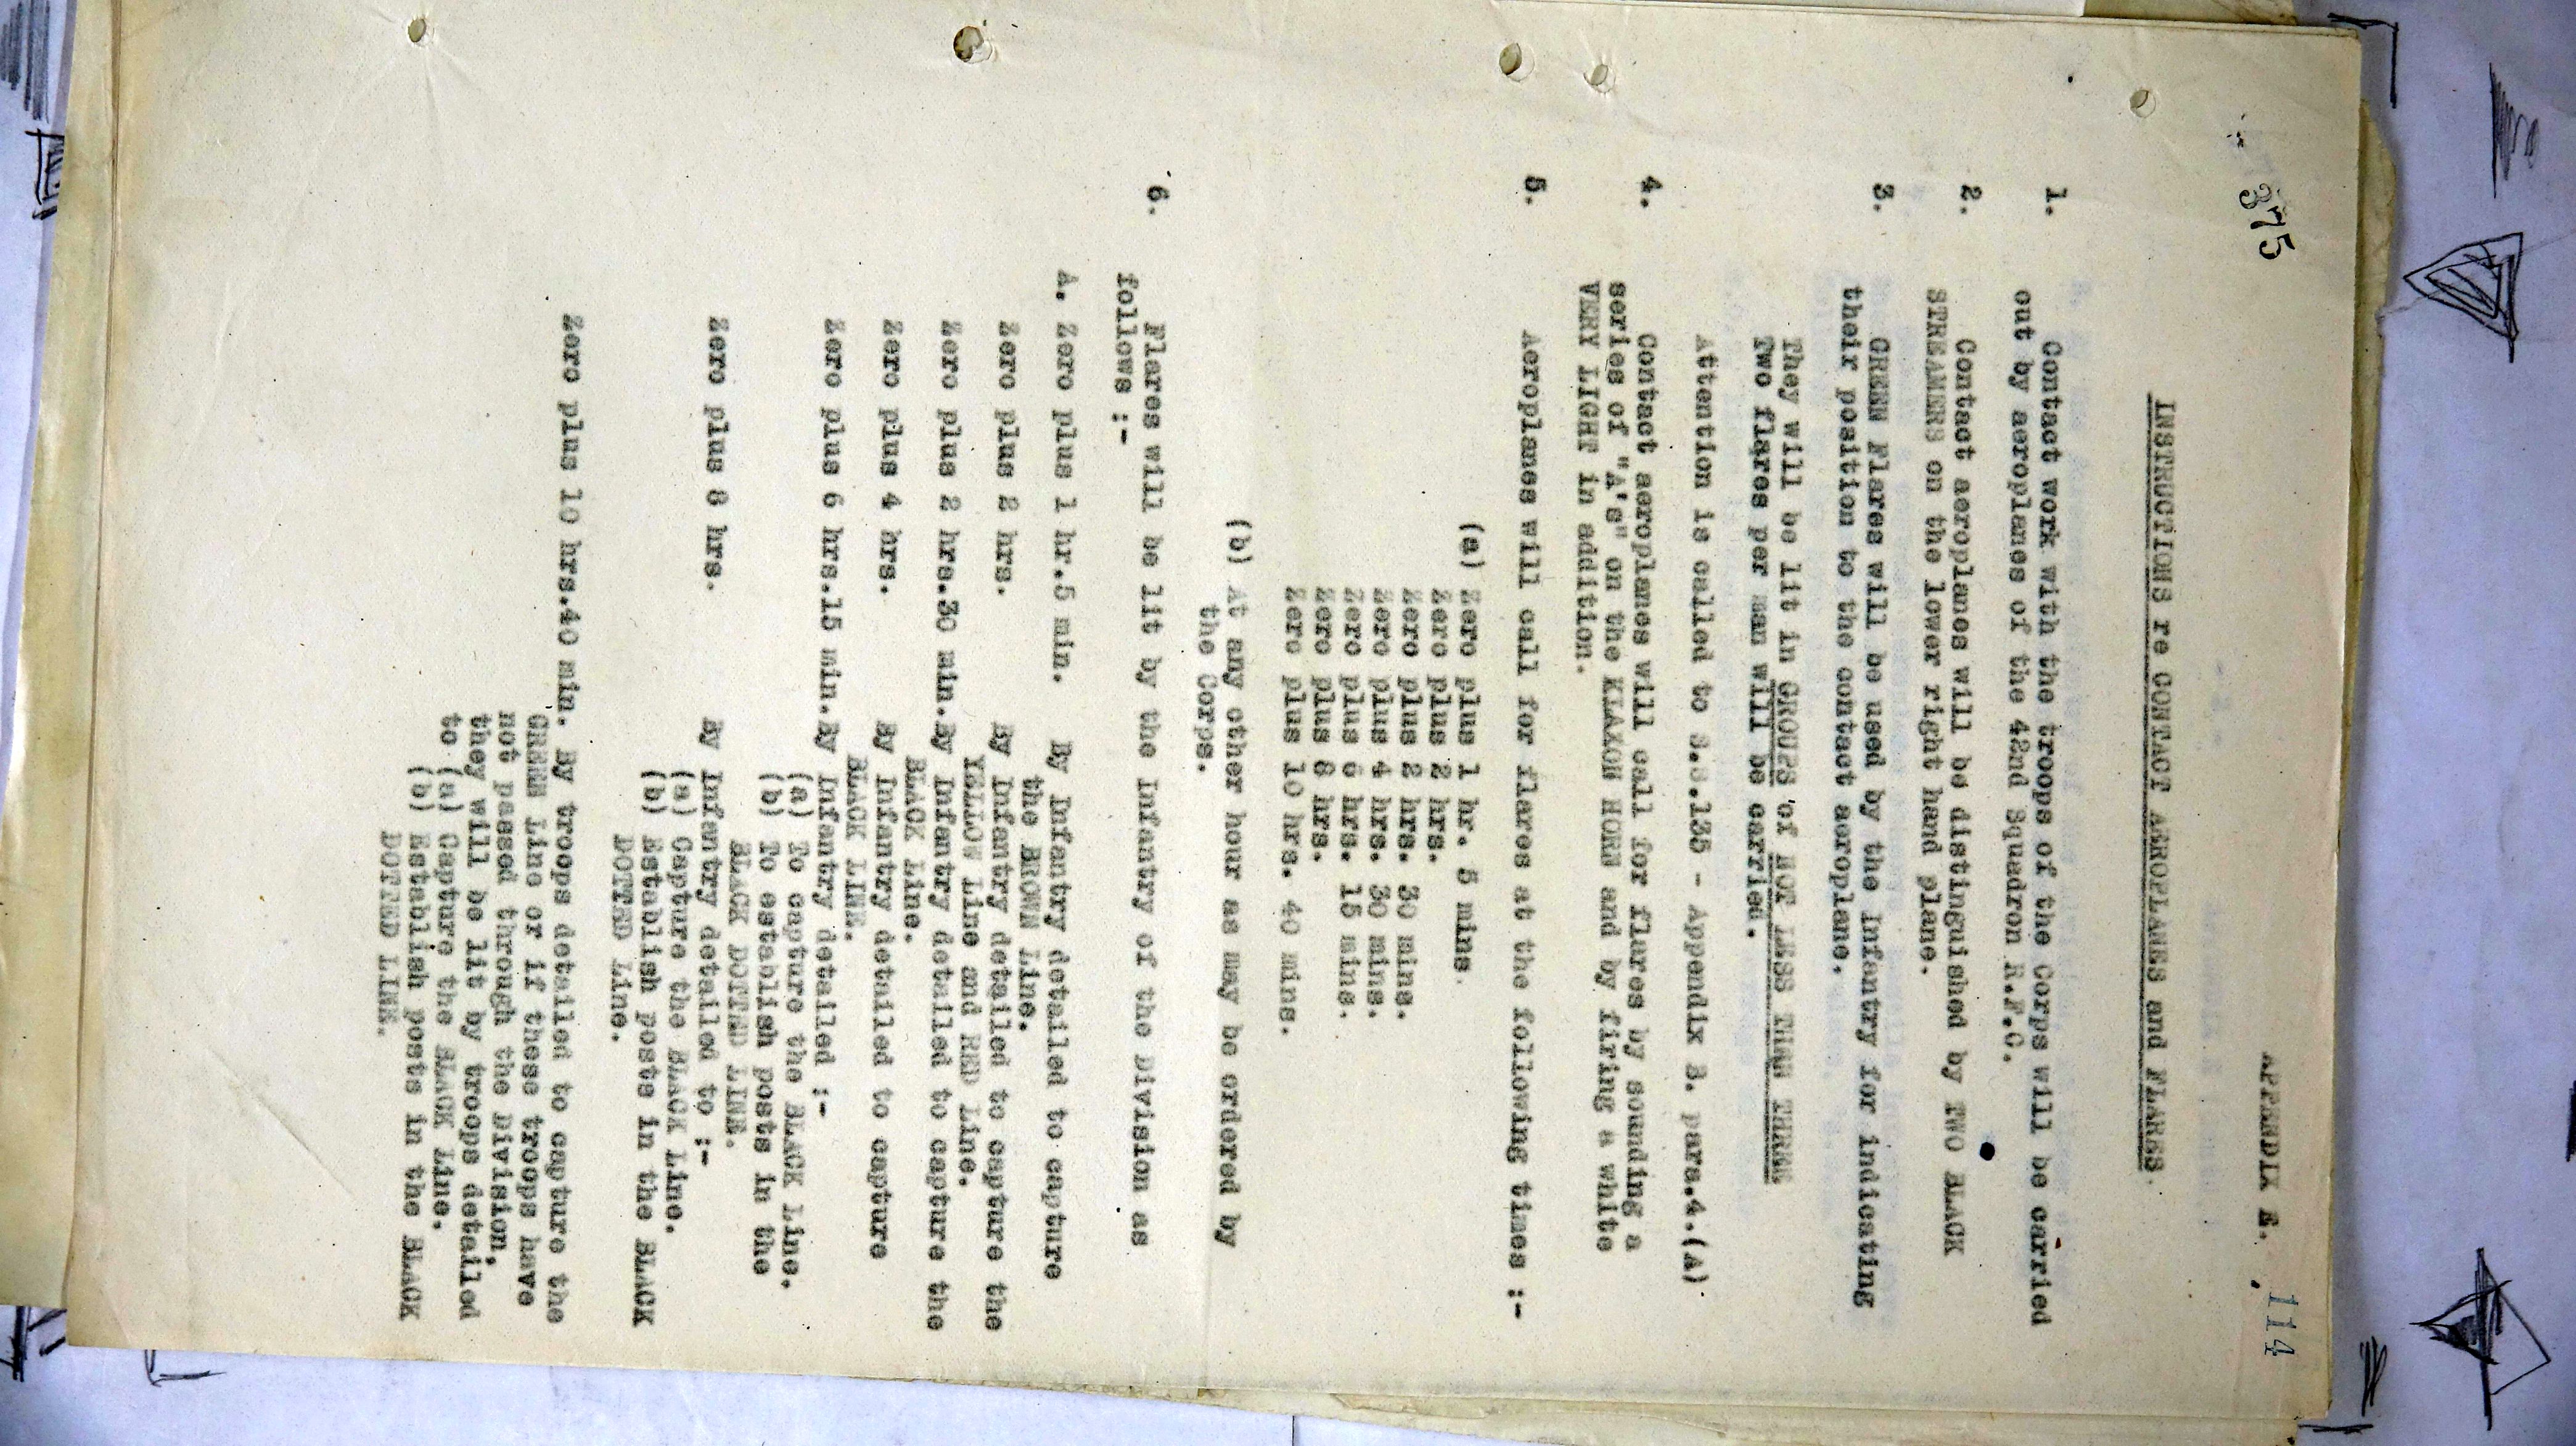 375
APPENDIX E.
114
INSTRUCTIONS re CONTACT AEROPLANES and FLARES.
1. Contact work with the troops of the Corps will be carried
out by aeroplanes of the 42nd Squadron R.F.C.
2. Contact aeroplanes will be distinguished by TWO BLACK
STREAMERS on the lower right hand plane.
3. GREEN Flares will be used by the Infantry for indicating
their position to the contact aeroplane.
They will be lit in GROUPS of NOT LESS THAN THREE
Two flares per man will be carried.
Attention is called to S.S.135 - Appendix B. para.4.(A)
4. Contact aeroplanes will call for flares by sounding a
series of "A's" on the KLAXON HORN and by firing a white
VERY LIGHT in addition.
5. Aeroplanes will call for flares at the following times :-
(a) Zero plus 1 hr. 5 mins.
Zero plus 2 hrs.
Zero plus 2 hrs. 30 mins.
Zero plus 4 hrs. 30 mins.
Zero plus 6 hrs. 15 mins.
Zero plus 8 hrs.
Zero plus 10 hrs. 40 mins.
(b) At any other hour as may be ordered by
the Corps.
6. Flares will be lit by the Infantry of the Division as
follows :-
A. Zero plus 1 hr.5 min. By Infantry detailed to capture
the BROWN Line.
Zero plus 2 hrs. By Infantry detailed to capture the
YELLOW Line and RED Line.
Zero plus 2 hrs.30 min.By Infantry detailed to capture the
BLACK Line.
Zero plus 4 hrs. By Infantry detailed to capture
BLACK LINE.
Zero plus 6 hrs.15 min.By Infantry detailed :-
(a) To capture the BLACK Line.
(b) To establish posts in the
BLACK DOTTED LINE.
Zero plus 8 hrs. By Infantry detailed to :-
(a) Capture the BLACK Line.
(b) Establish posts in the BLACK
DOTTED Line.
Zero plus 10 hrs.40 min. By troops detailed to capture the
GREEN Line or if these troops have
not passed through the Division,
they will be lit by troops detailed
to (a) Capture the BLACK Line.
(b) Establish posts in the BLACK
DOTTED LINE.